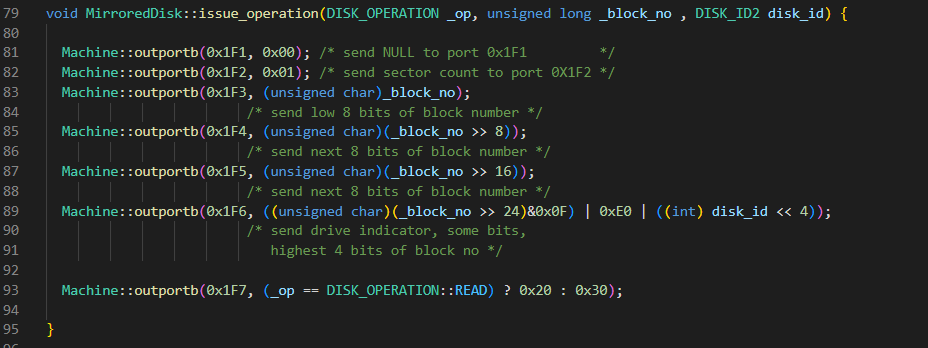 79 void MirroredDisk::issue_operation(DISK_OPERATION _op, unsigned long _block_no , DISK_ID2 disk_id) {
80
81 Machine::outportb(0x1F1, 0x00); /* send NULL to port 0x1F1 */
82 Machine::outportb(0x1F2, 0x01); /* send sector count to port 0X1F2 */
83 Machine::outportb(0x1F3, (unsigned char)_block_no);
84 /* send low 8 bits of block number */
85 Machine::outportb(0x1F4, (unsigned char)(_block_no >> 8));
86 /* send next 8 bits of block number */
87 Machine::outportb(0x1F5, (unsigned char)(_block_no >> 16));
88 /* send next 8 bits of block number */
89 Machine::outportb(0x1F6, ((unsigned char)(_block_no >> 24)&0x0F) | 0xE0 | ((int) disk_id << 4));
90 /* send drive indicator, some bits,
91 highest 4 bits of block no */
92
93 Machine::outportb(0x1F7, (_op == DISK_OPERATION::READ) ? 0x20 : 0x30);
94
95 }